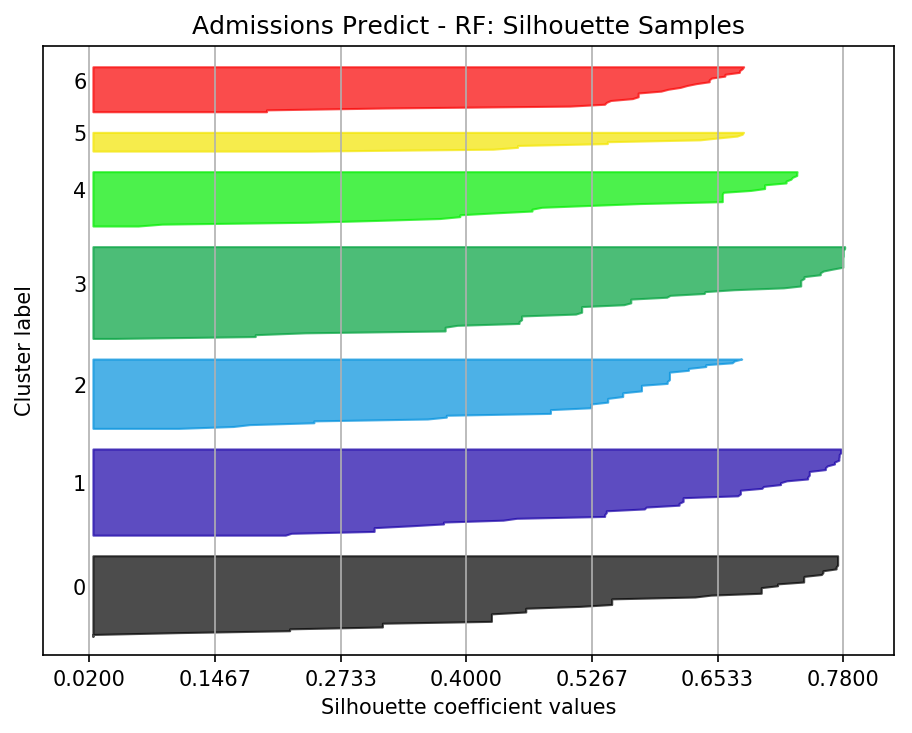 Admissions Predict - RF: Silhouette Samples
6
5
4
3
2
1
0
Cluster label
0.0200 0.1467 0.2733 0.4000 0.5267 0.6533 0.7800
Silhouette coefficient values